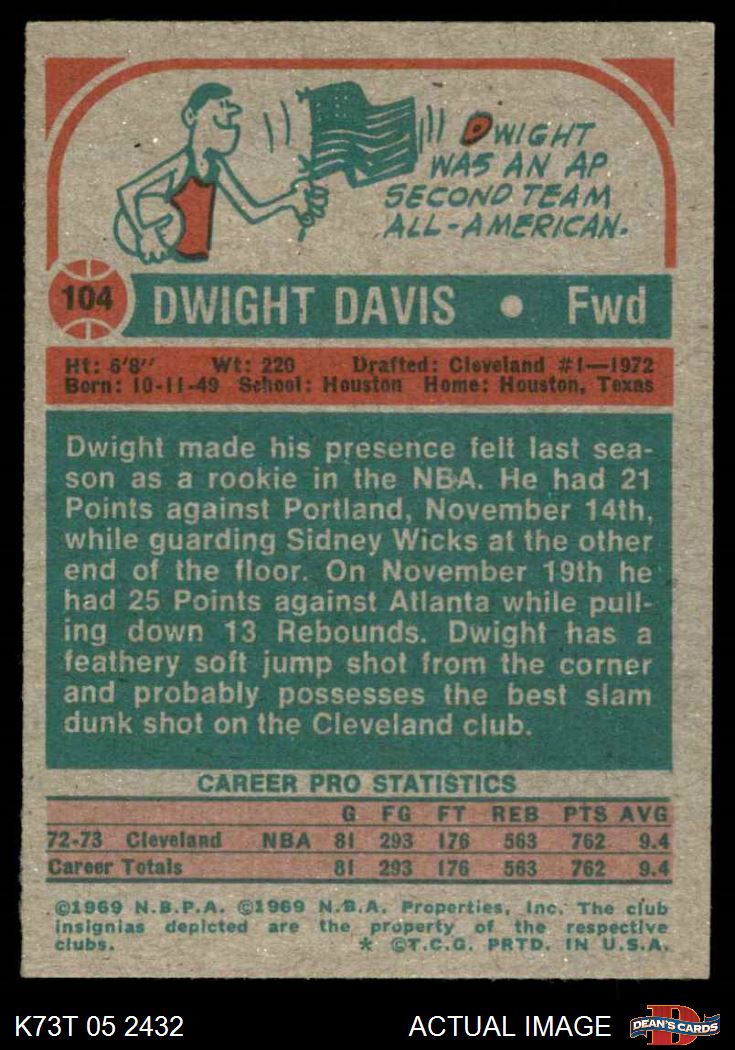 DWIGHT
WAS AN AP
SECOND TEAM
ALL-AMERICAN.
104 DWIGHT DAVIS • Fwd
Ht: 6'8" Wt: 220 Drafted: Cleveland #1—1972
Born: 10-11-49 School: Houston Home: Houston, Texas
Dwight made his presence felt last sea-
son as a rookie in the NBA. He had 21
Points against Portland, November 14th,
while guarding Sidney Wicks at the other
end of the floor. On November 19th he
had 25 Points against Atlanta while pull-
ing down 13 Rebounds. Dwight has a
feathery soft jump shot from the corner
and probably possesses the best slam
dunk shot on the Cleveland club.
CAREER PRO STATISTICS
G FG FT REB PTS AVG
72-73 Cleveland NBA 81 293 176 563 762 9.4
Career Totals 81 293 176 563 762 9.4
©1969 N.B.P.A. ©1969 N.B.A. Properties, Inc. The club
insignias depicted are the property of the respective
clubs. * ©T.C.G. PRTD. IN U.S.A.
K73T 05 2432 ACTUAL IMAGE DEAN'S CARDS